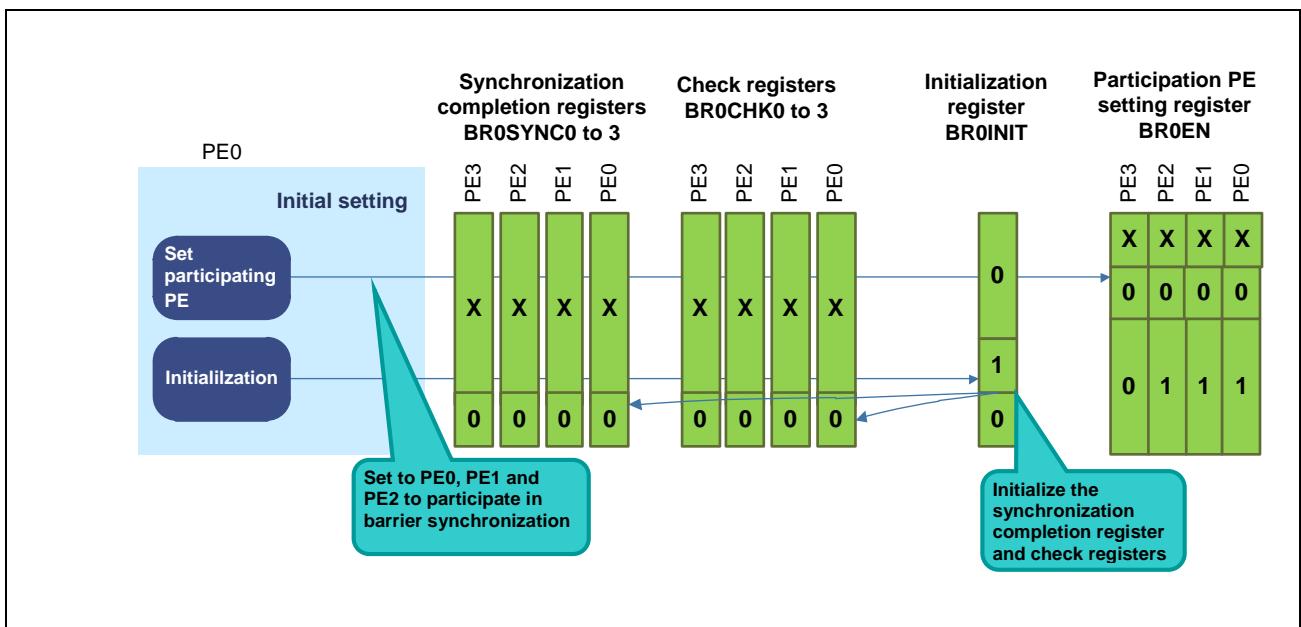 Synchronization
completion registers
BR0SYNC0 to 3
Check registers
BR0CHK0 to 3
Initialization
register
BR0INIT
Participation PE
setting register
BR0EN
PE0
Initial setting
PE3 PE2 PE1 PE0
PE3 PE2 PE1 PE0
PE3 PE2 PE1 PE0
Set
participating
PE
X X X X
X X X X
0
X X X X
0 0 0 0
Initialilzation
1
0 1 1 1
0 0 0 0
0 0 0 0
0
Set to PE0, PE1 and
PE2 to participate in
barrier synchronization
Initialize the
synchronization
completion register
and check registers